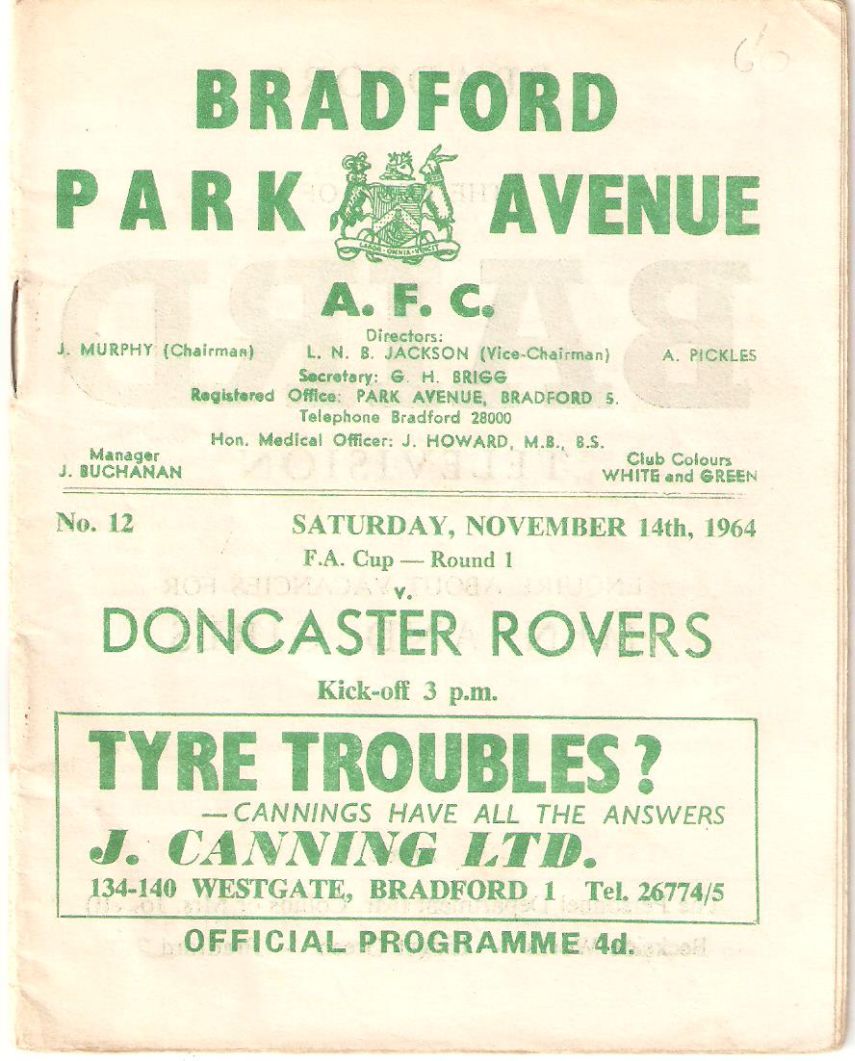 BRADFORD
PARK AVENUE
LABOR · OMNIA · VINCIT
A. F. C.
Directors:
J. MURPHY (Chairman) L. N. B. JACKSON (Vice-Chairman) A. PICKLES
Secretary: G. H. BRIGG
Registered Office: PARK AVENUE, BRADFORD 5.
Telephone Bradford 28000
Hon. Medical Officer: J. HOWARD, M.B., B.S.
Manager
J. BUCHANAN
Club Colours
WHITE and GREEN
No. 12 SATURDAY, NOVEMBER 14th, 1964
F.A. Cup — Round 1
v.
DONCASTER ROVERS
Kick-off 3 p.m.
TYRE TROUBLES?
—CANNINGS HAVE ALL THE ANSWERS
J. CANNING LTD.
134-140 WESTGATE, BRADFORD 1 Tel. 26774/5
OFFICIAL PROGRAMME 4d.